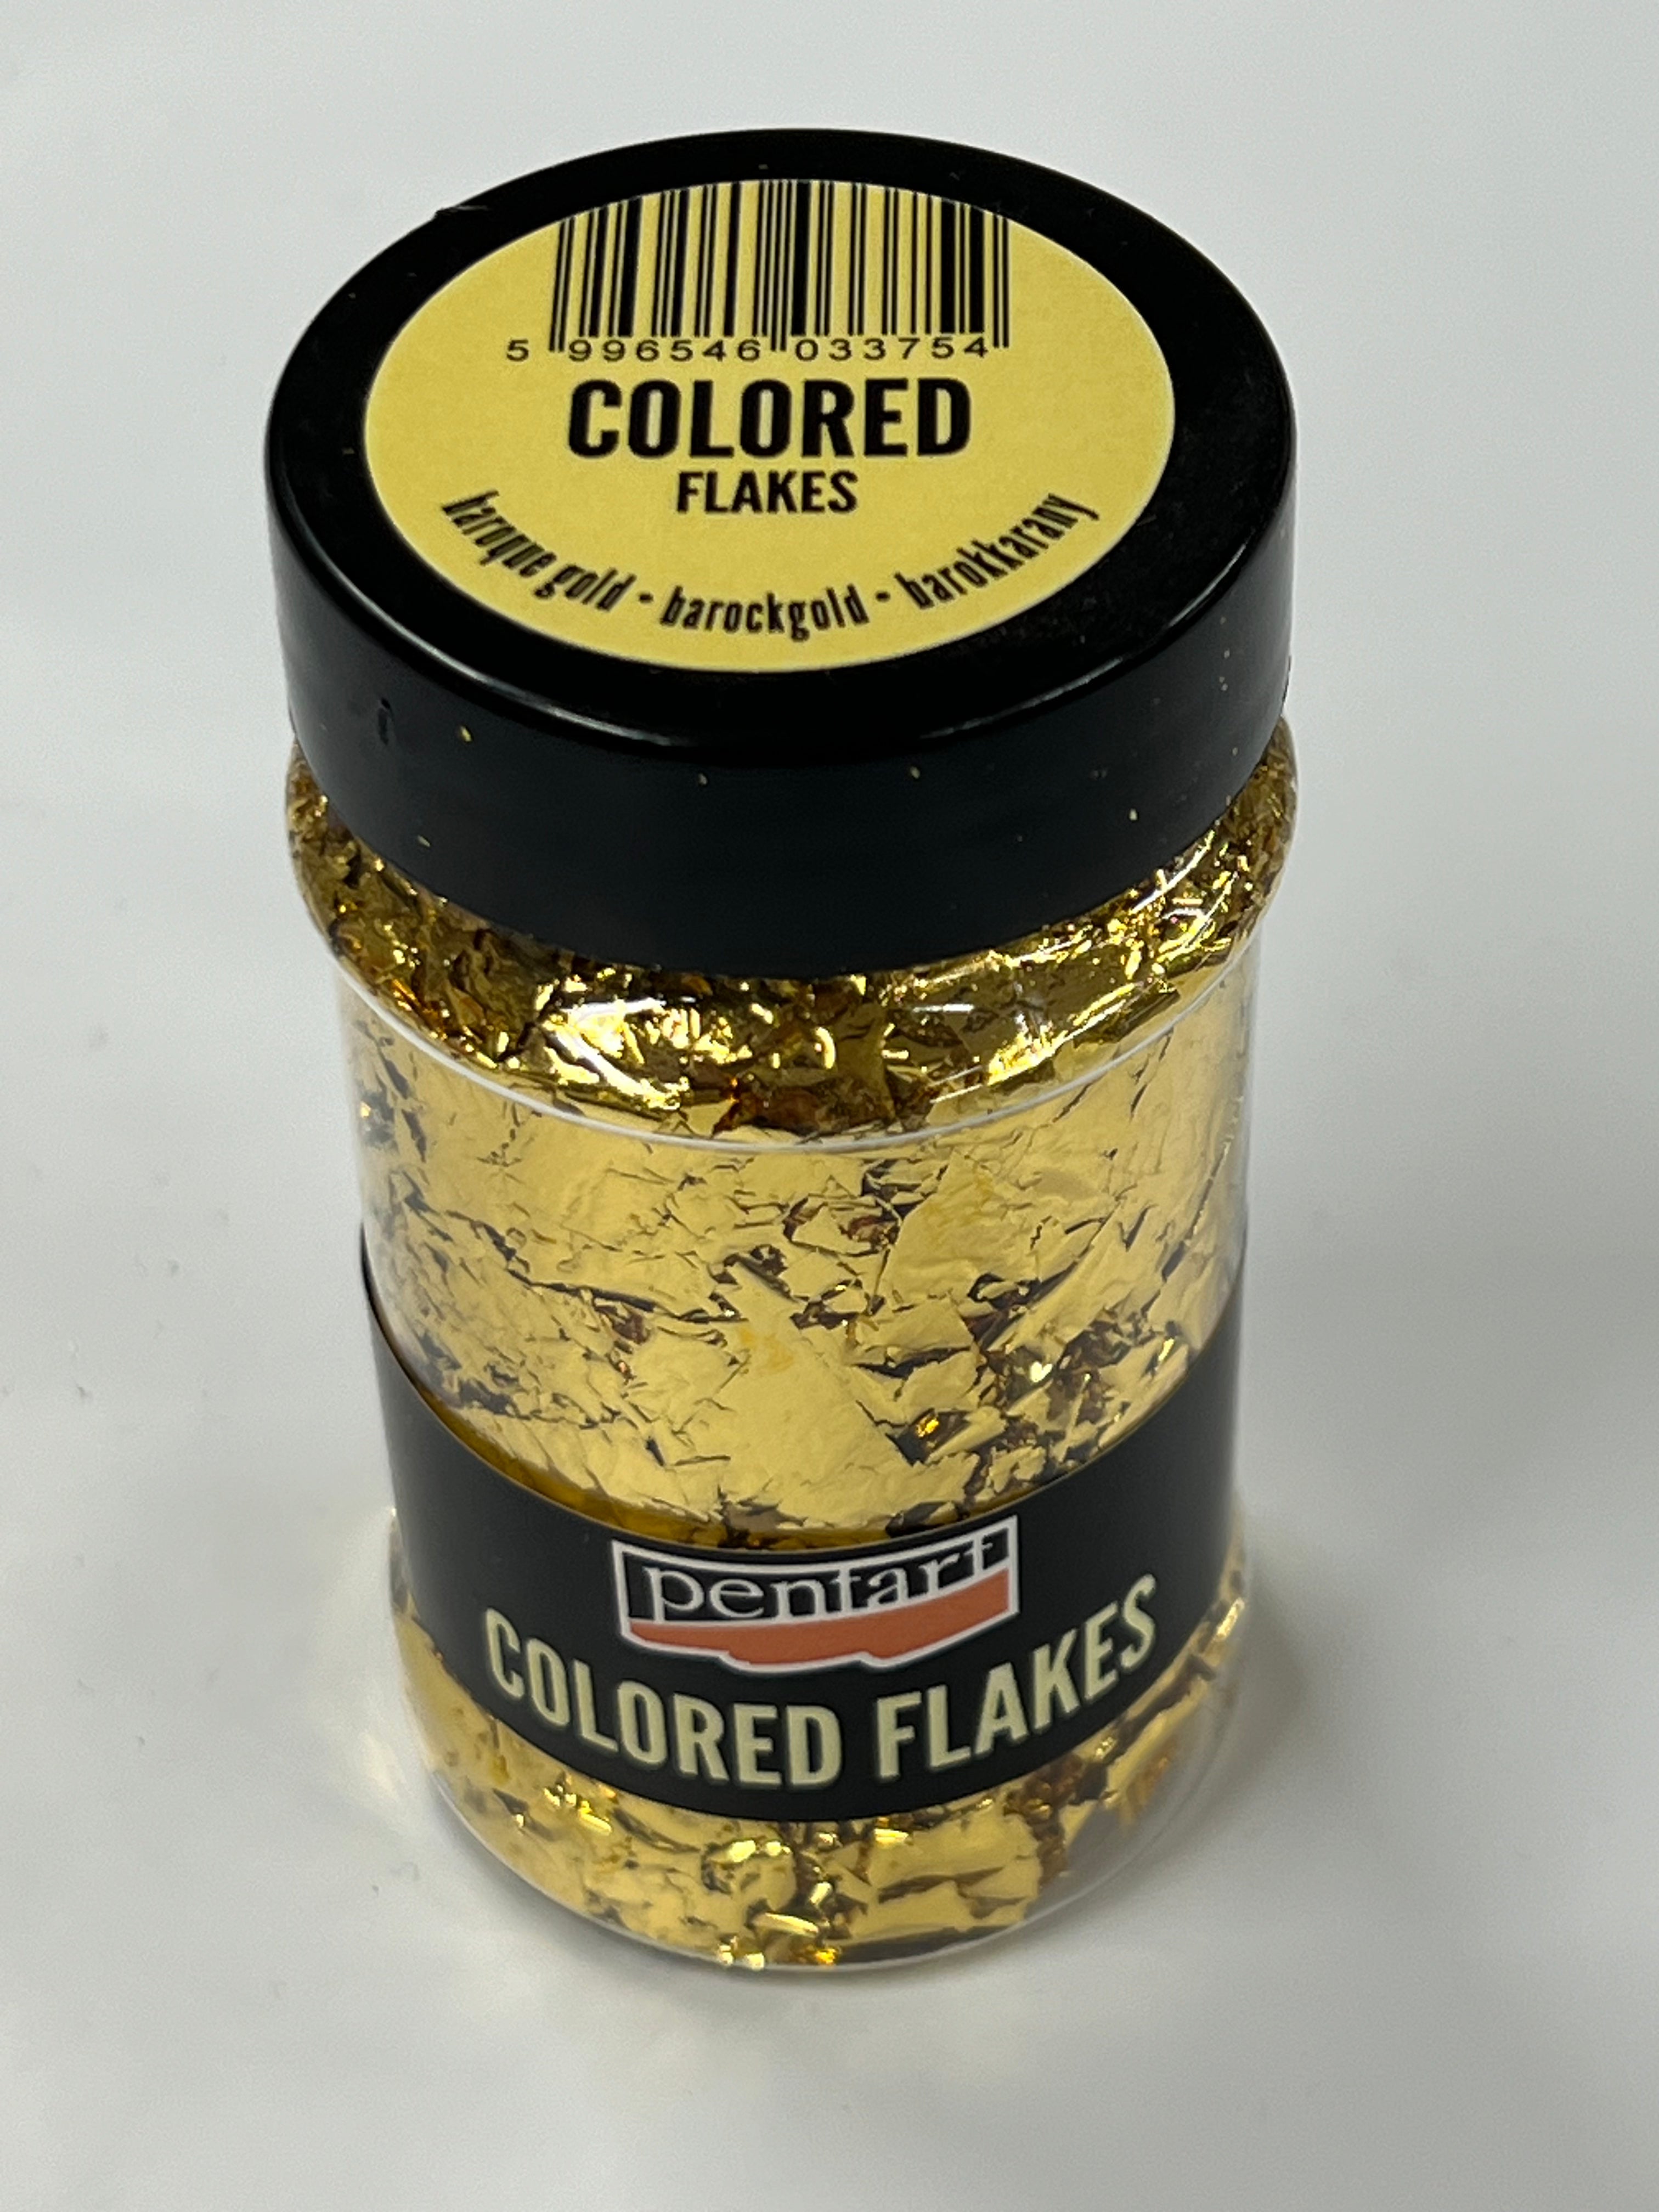 5 996546 033754
COLORED
FLAKES
baroque gold • barockgold • barokkarany
pentart
COLORED FLAKES